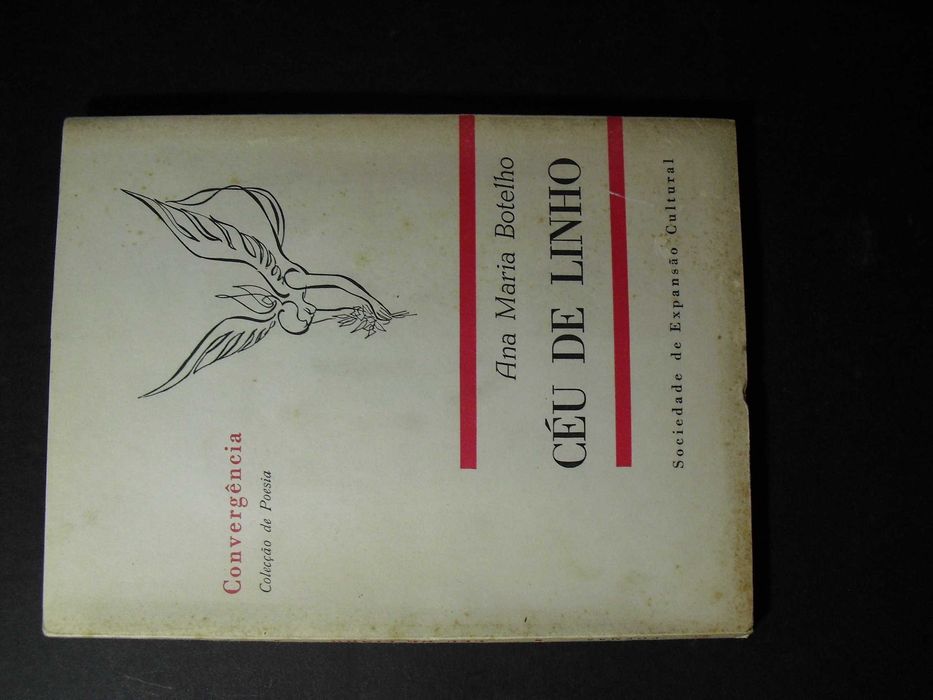 Convergência
Colecção de Poesia
Ana Maria Botelho
CÉU DE LINHO
Sociedade de Expansão Cultural